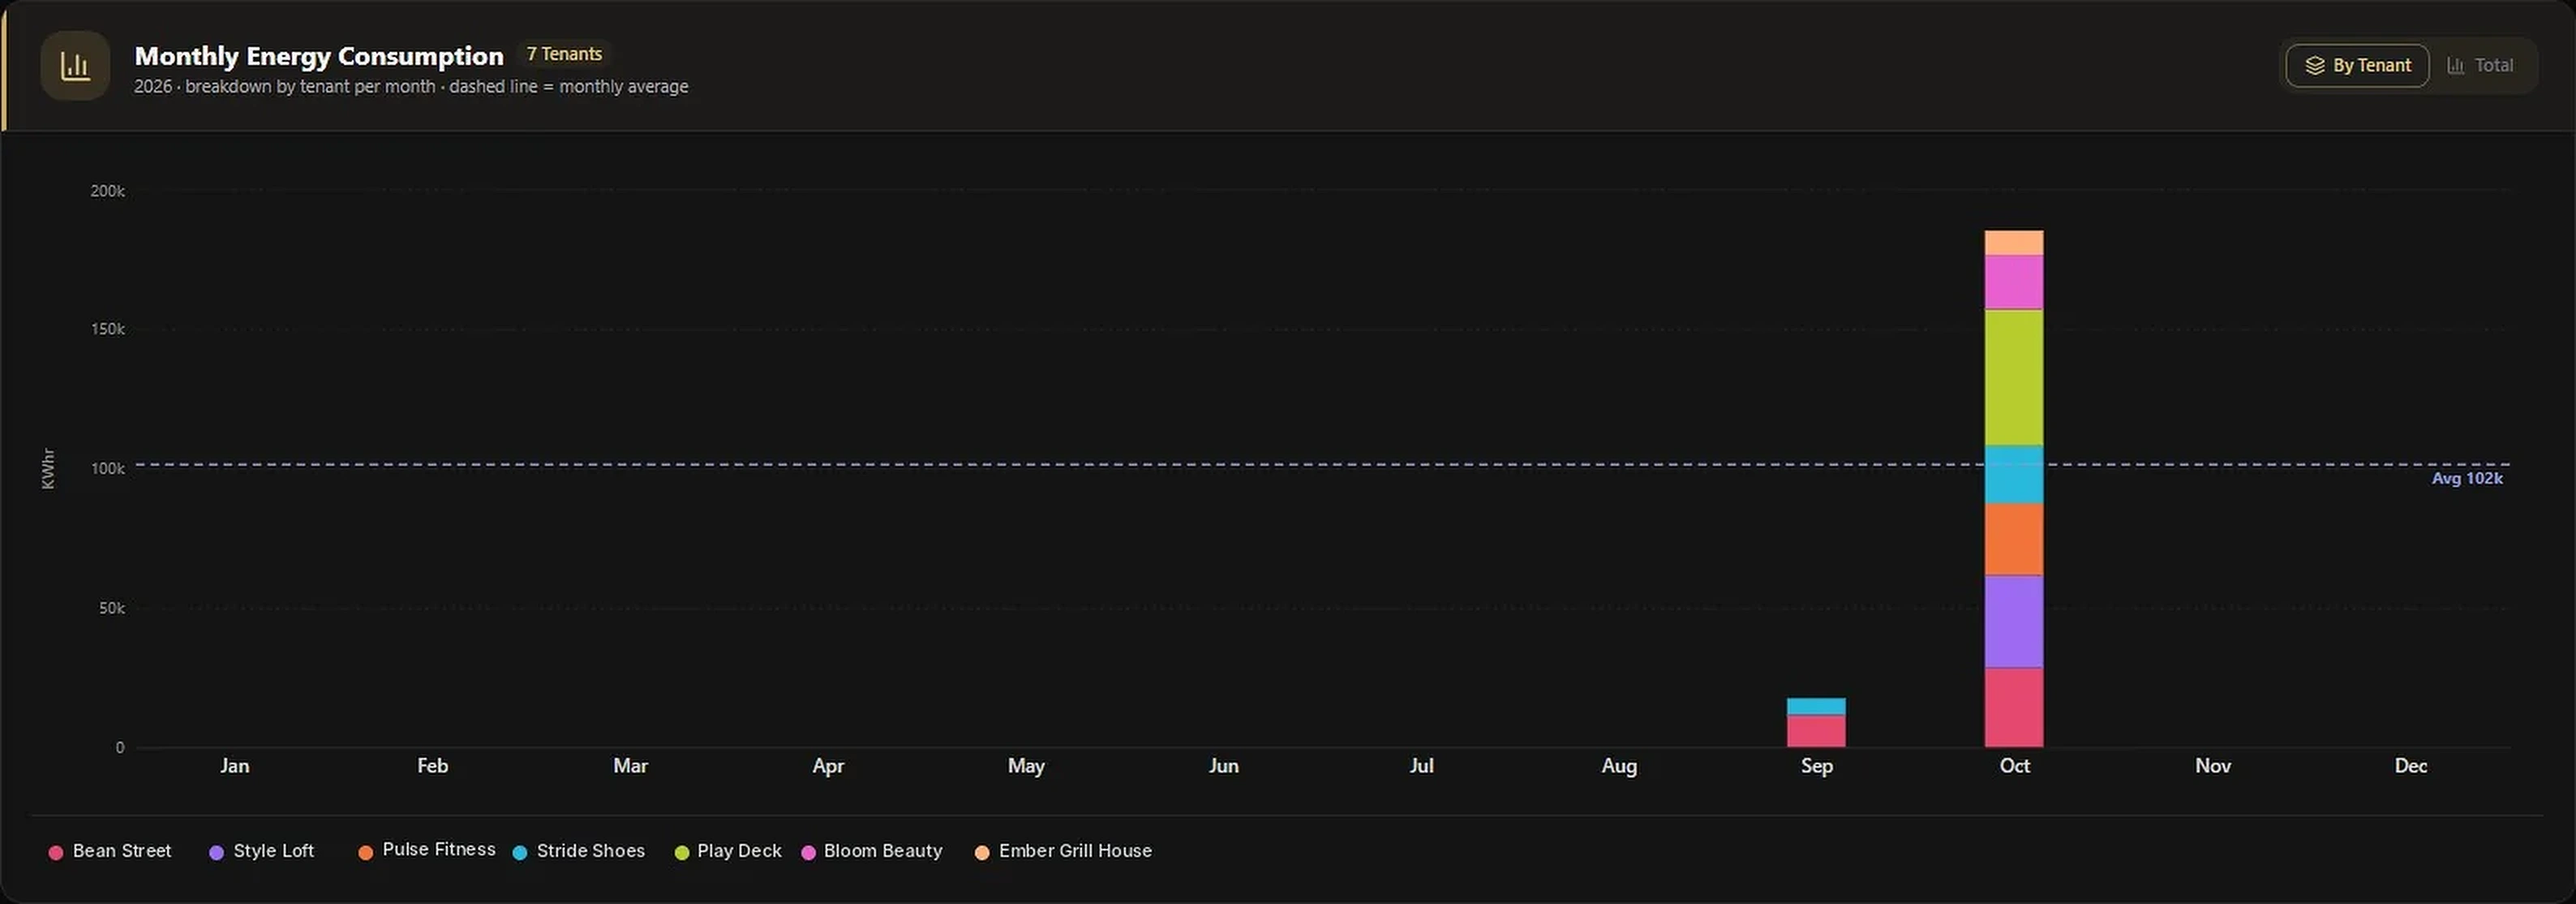 Monthly Energy Consumption 7 Tenants
2026 · breakdown by tenant per month · dashed line = monthly average
By Tenant Total
200k
150k
KWhr
100k
Avg 102k
50k
0
Jan Feb Mar Apr May Jun Jul Aug Sep Oct Nov Dec
Bean Street Style Loft Pulse Fitness Stride Shoes Play Deck Bloom Beauty Ember Grill House